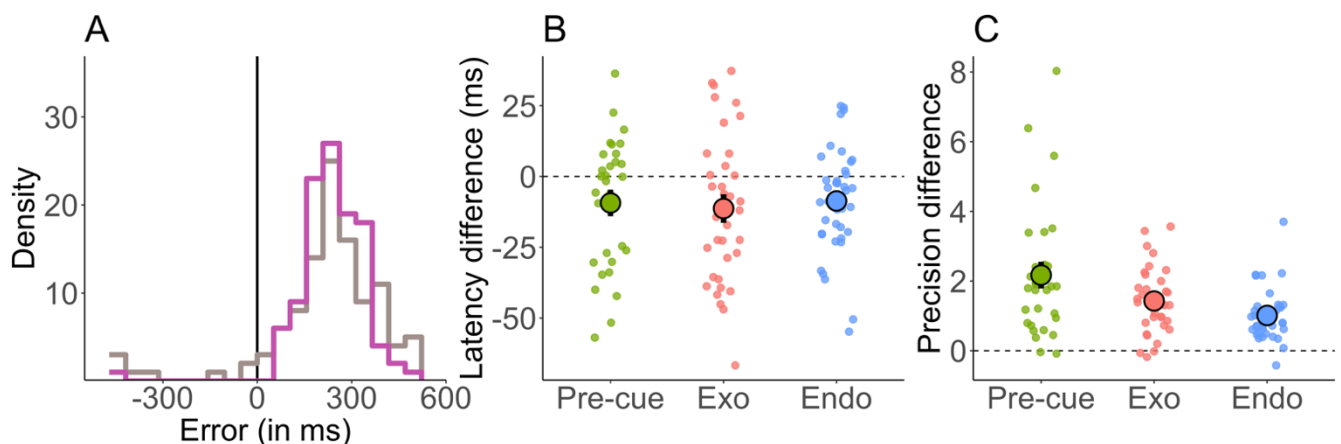 A
Density
30
20
10
-300
0
300
600
Error (in ms)
B
Latency difference (ms)
25
0
-25
-50
Pre-cue
Exo
Endo
C
Precision difference
8
6
4
2
0
Pre-cue
Exo
Endo